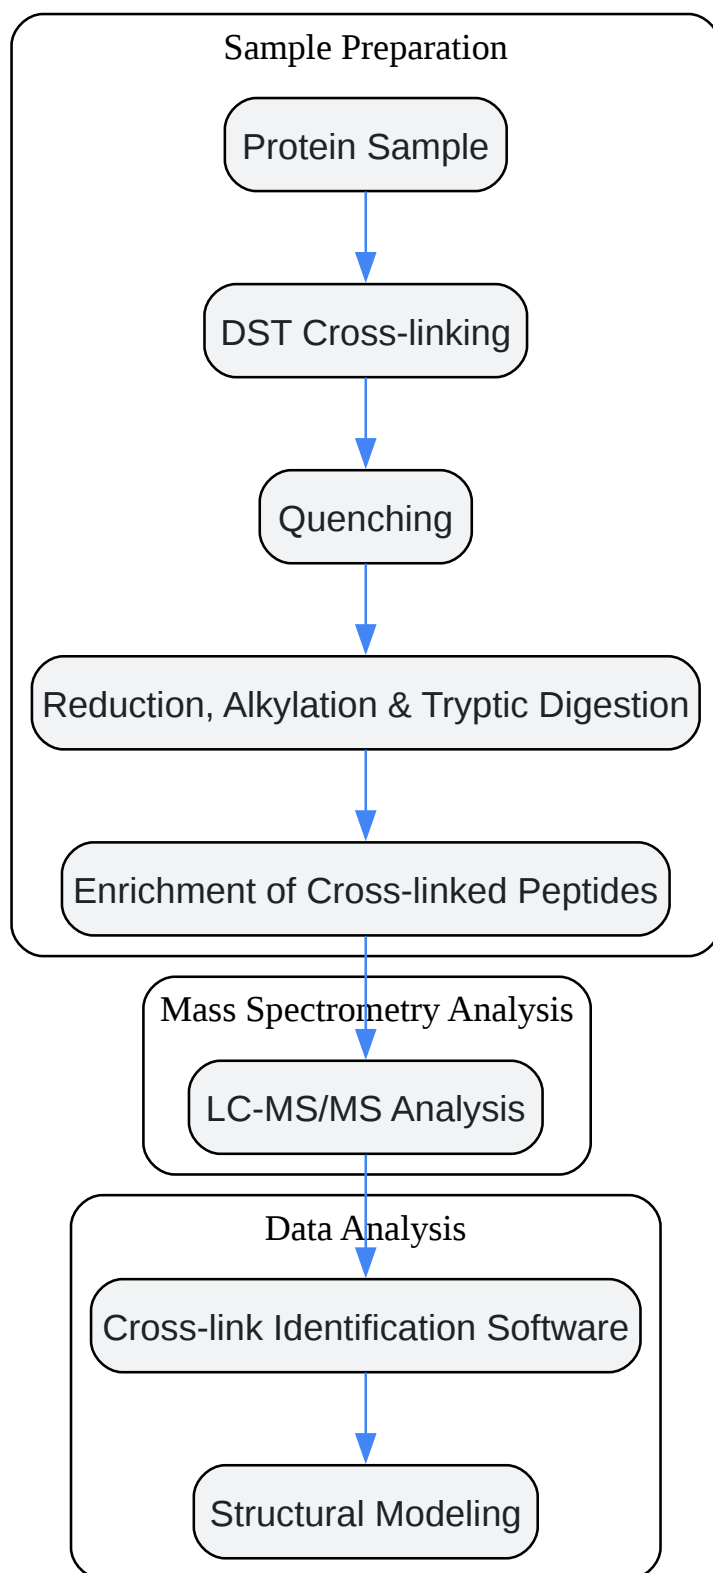 Sample Preparation
Protein Sample
DST Cross-linking
Quenching
Reduction, Alkylation & Tryptic Digestion
Enrichment of Cross-linked Peptides
Mass Spectrometry Analysis
LC-MS/MS Analysis
Data Analysis
Cross-link Identification Software
Structural Modeling